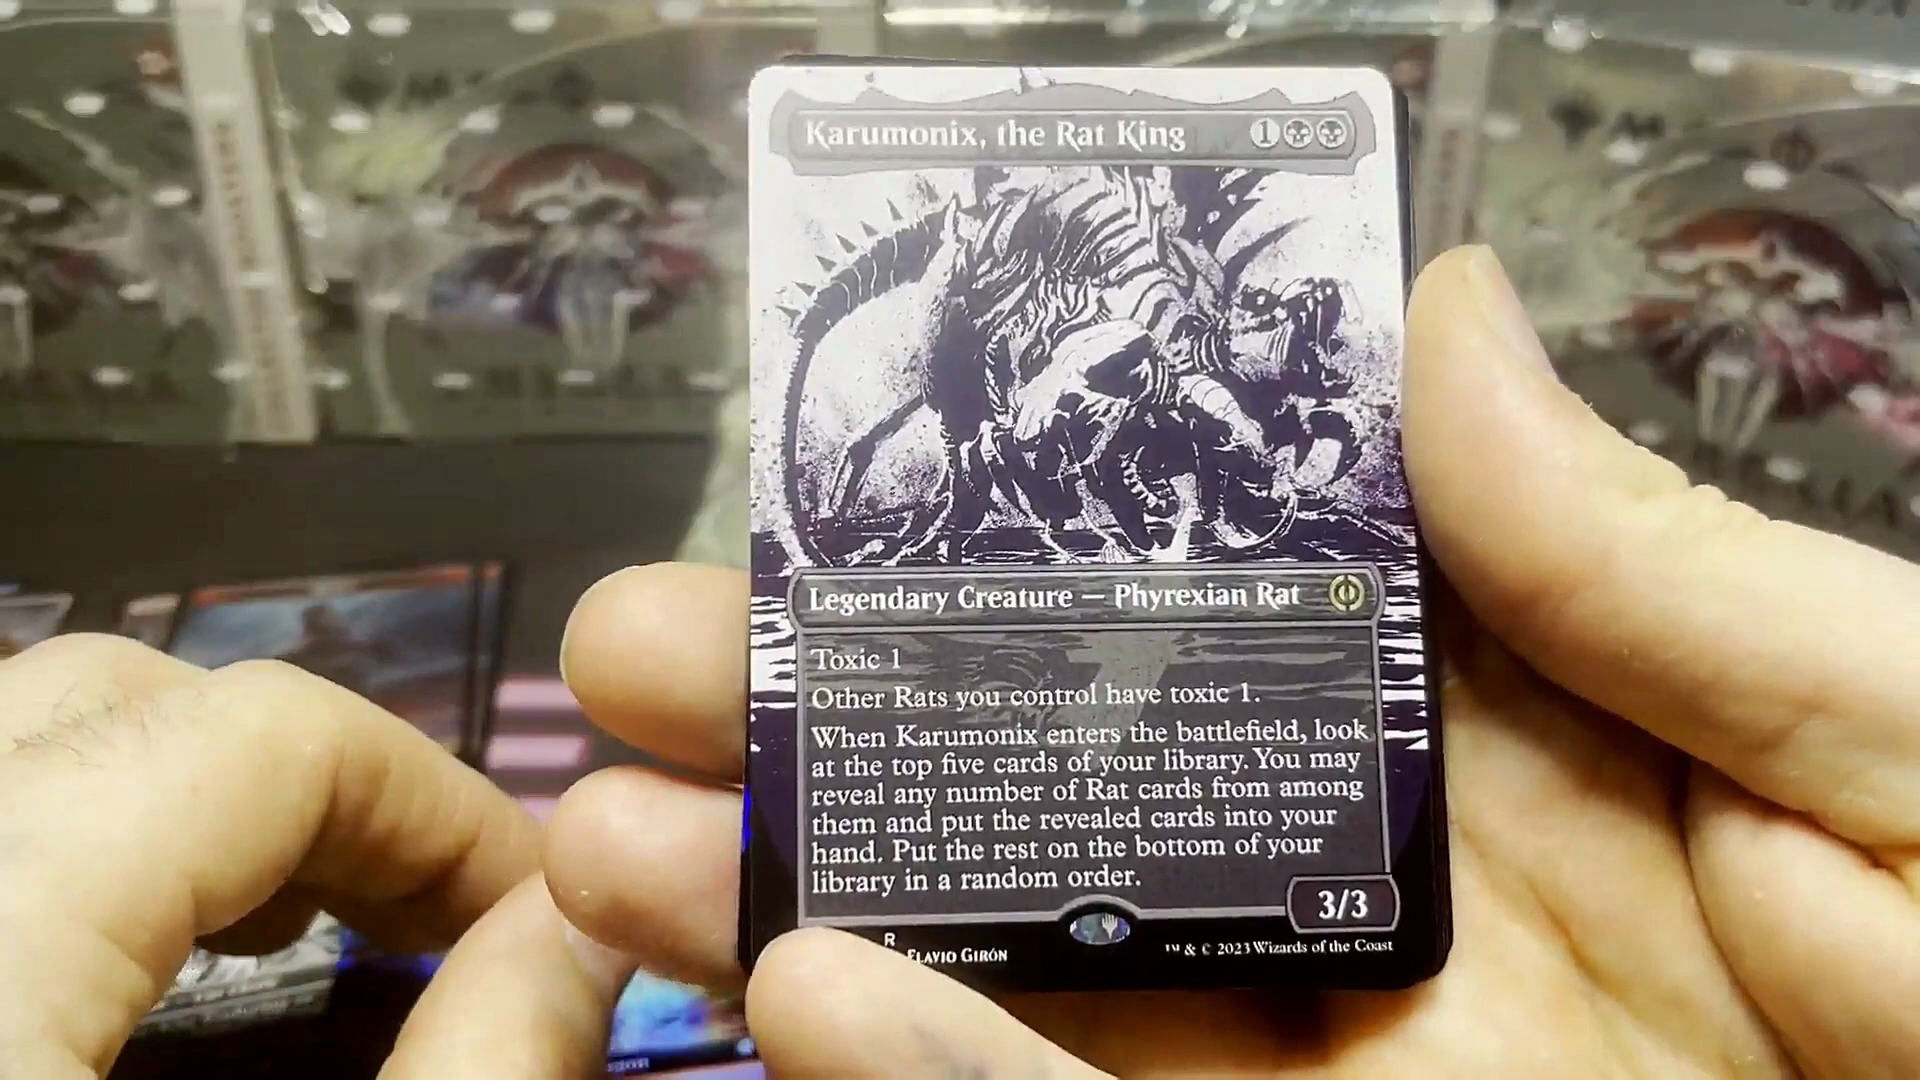 Karumonix, the Rat King 1
Legendary Creature — Phyrexian Rat
Toxic 1
Other Rats you control have toxic 1.
When Karumonix enters the battlefield, look
at the top five cards of your library. You may
reveal any number of Rat cards from among
them and put the revealed cards into your
hand. Put the rest on the bottom of your
library in a random order.
3/3
R
FLAVIO GIRÓN
™ & © 2023 Wizards of the Coast